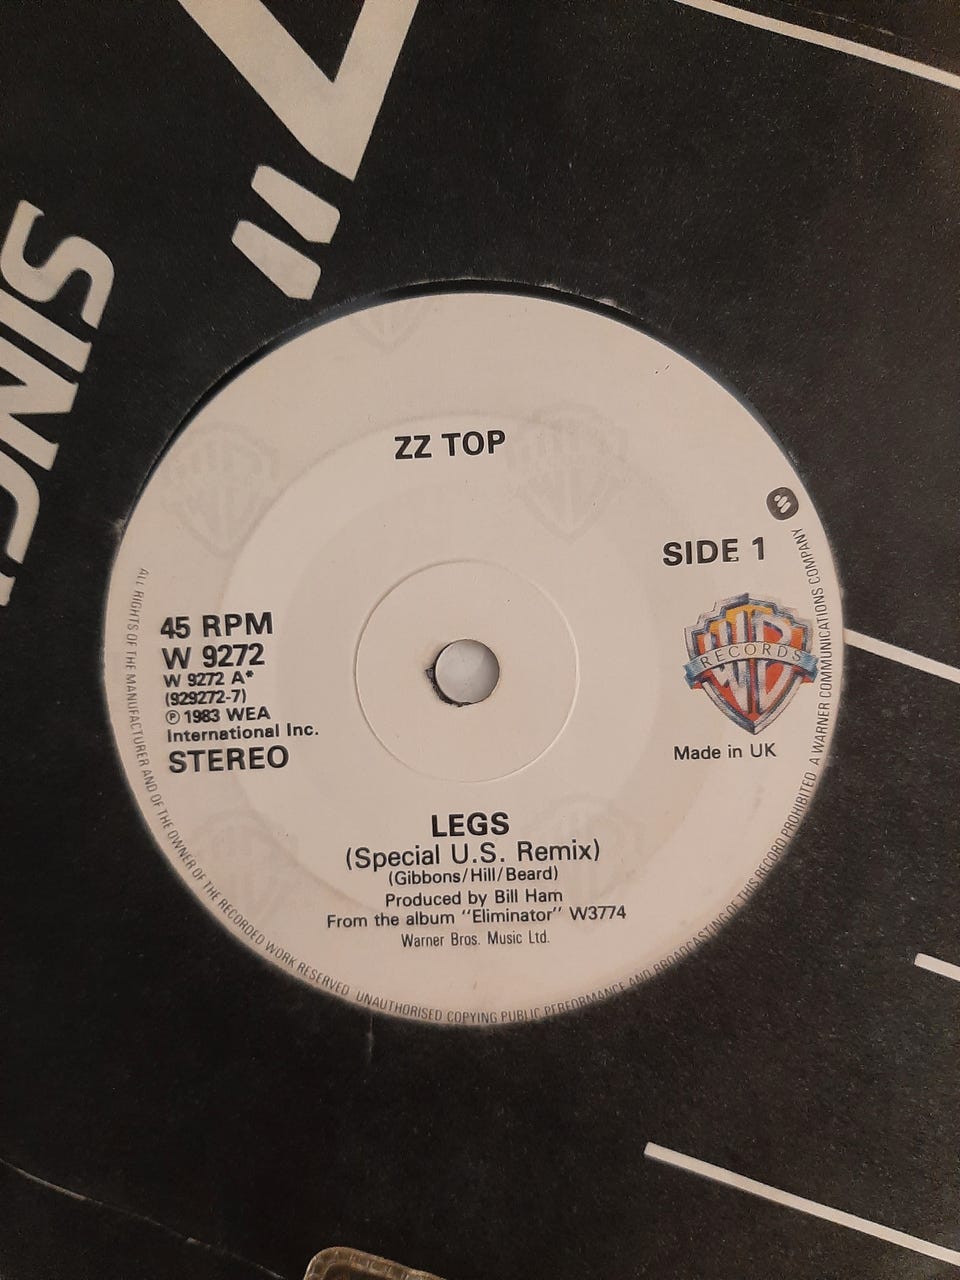 7"
SINGL
ZZ TOP
SIDE 1
45 RPM
W 9272
W 9272 A*
(929272-7)
Ⓟ 1983 WEA
International Inc.
STEREO
WB
RECORDS
Made in UK
LEGS
(Special U.S. Remix)
(Gibbons/Hill/Beard)
Produced by Bill Ham
From the album "Eliminator" W3774
Warner Bros. Music Ltd.
ALL RIGHTS OF THE MANUFACTURER AND OF THE OWNER OF THE RECORDED WORK RESERVED UNAUTHORISED COPYING PUBLIC PERFORMANCE AND BROADCASTING OF THIS RECORD PROHIBITED A WARNER COMMUNICATIONS COMPANY